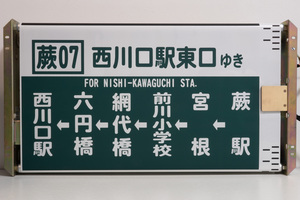 蕨07 西川口駅東口ゆき
FOR NISHI-KAWAGUCHI STA.
西川口駅 ← 六円橋 ← 網代橋 ← 前川小学校 ← 宮根 ← 蕨駅